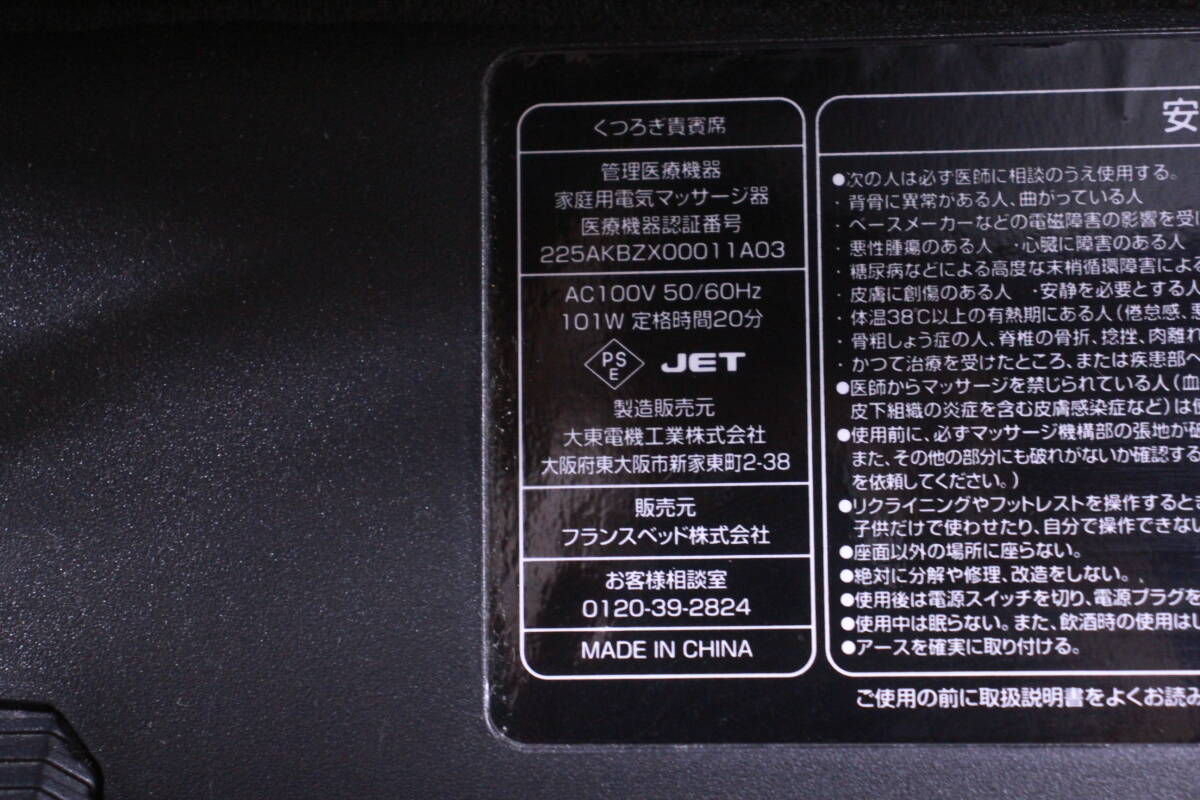 くつろぎ貴賓席
管理医療機器
家庭用電気マッサージ器
医療機器認証番号
225AKBZX00011A03
AC100V 50/60Hz
101W 定格時間20分
PS
E
JET
製造販売元
大東電機工業株式会社
大阪府東大阪市新家東町2-38
販売元
フランスベッド株式会社
お客様相談室
0120-39-2824
MADE IN CHINA
安
●次の人は必ず医師に相談のうえ使用する。
・背骨に異常がある人、曲がっている人
・ペースメーカーなどの電磁障害の影響を受
・悪性腫瘍のある人 ・心臓に障害のある人
・糖尿病などによる高度な末梢循環障害によ
・皮膚に創傷のある人 ・安静を必要とする人
・体温38℃以上の有熱期にある人(倦怠感、
・骨粗しょう症の人、脊椎の骨折、捻挫、肉離れ
・かつて治療を受けたところ、または疾患部へ
●医師からマッサージを禁じられている人(血
皮下組織の炎症を含む皮膚感染症など)は
●使用前に、必ずマッサージ機構部の張地が
また、その他の部分にも破れがないか確認する
を依頼してください。)
●リクライニングやフットレストを操作すると
子供だけで使わせたり、自分で操作できな
●座面以外の場所に座らない。
●絶対に分解や修理、改造をしない。
●使用後は電源スイッチを切り、電源プラグを
●使用中は眠らない。また、飲酒時の使用は
●アースを確実に取り付ける。
ご使用の前に取扱説明書をよくお読み